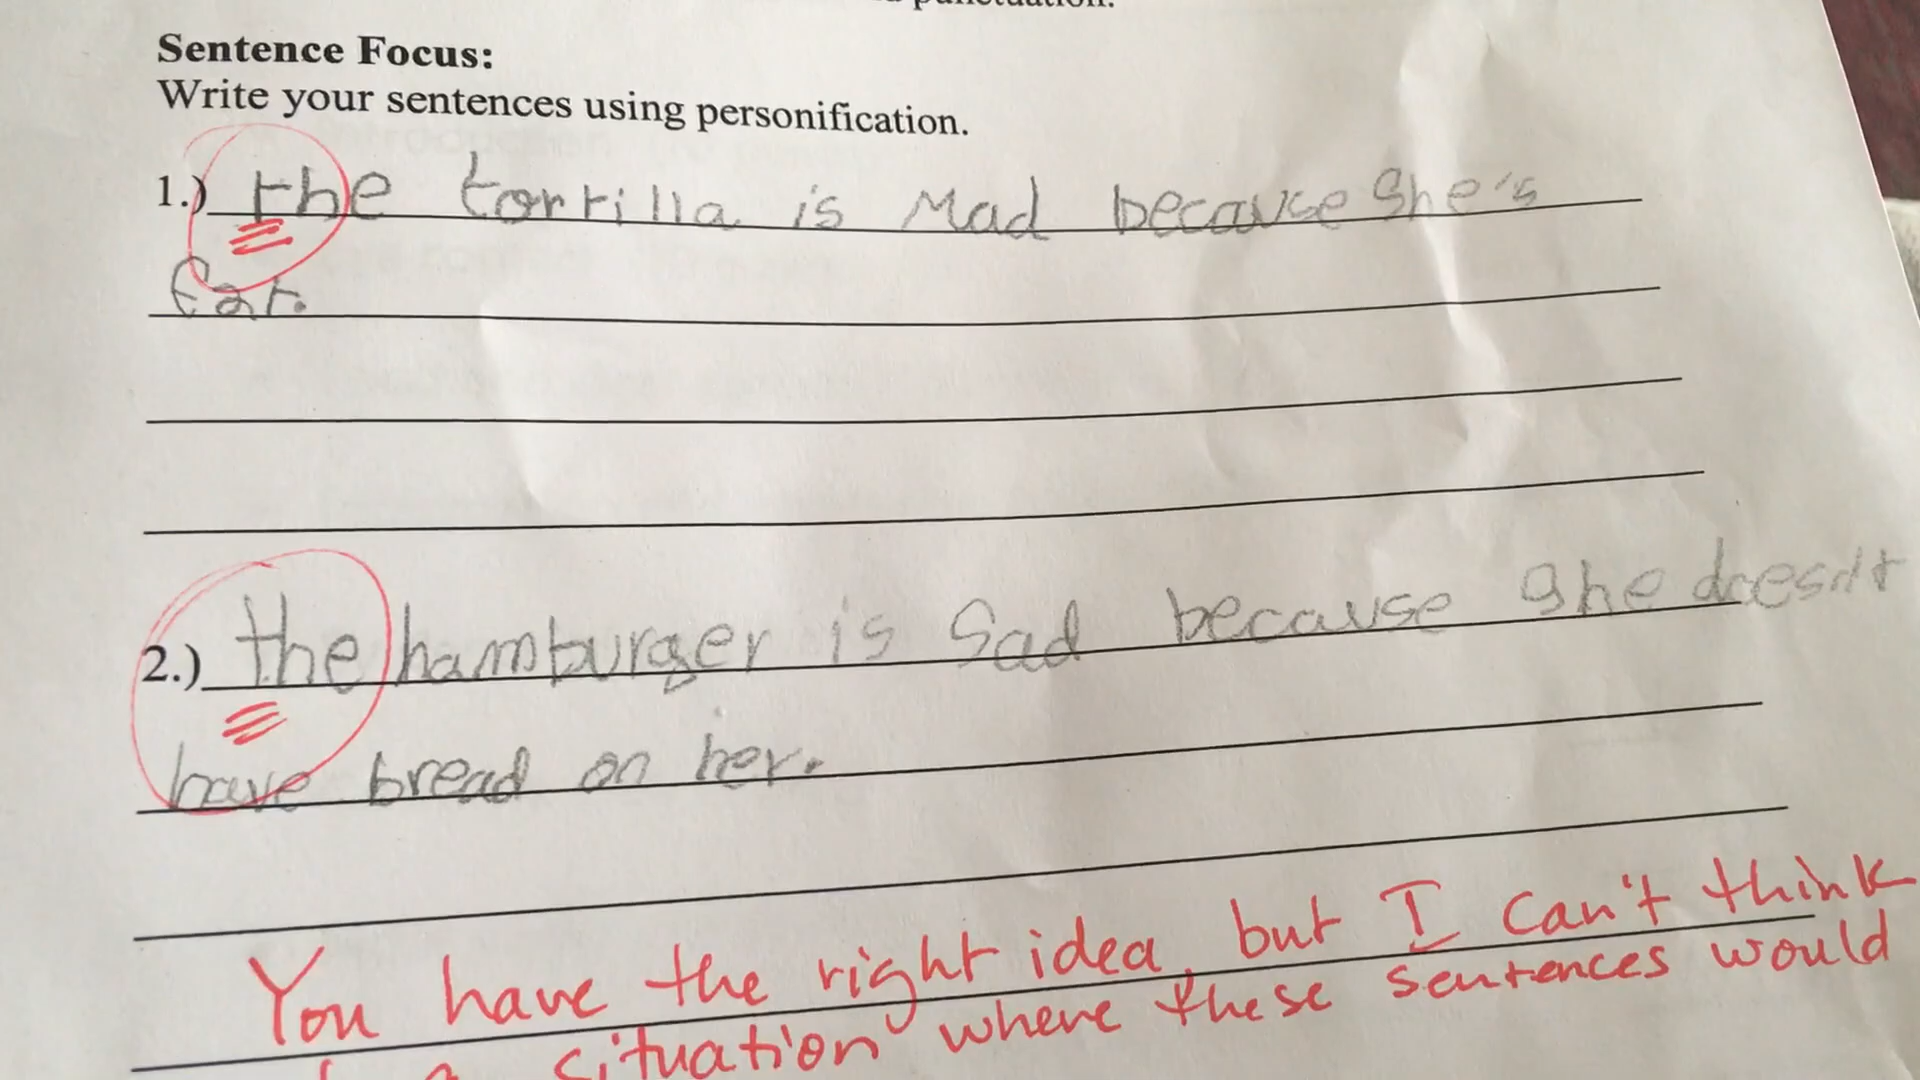 punctuation.
Sentence Focus:
Write your sentences using personification.
1.) the tortilla is Mad because She's
fat.
2.) the hamburger is Sad because She doesn't
have bread on her.
You have the right idea, but I can't think
situation where these sentences would